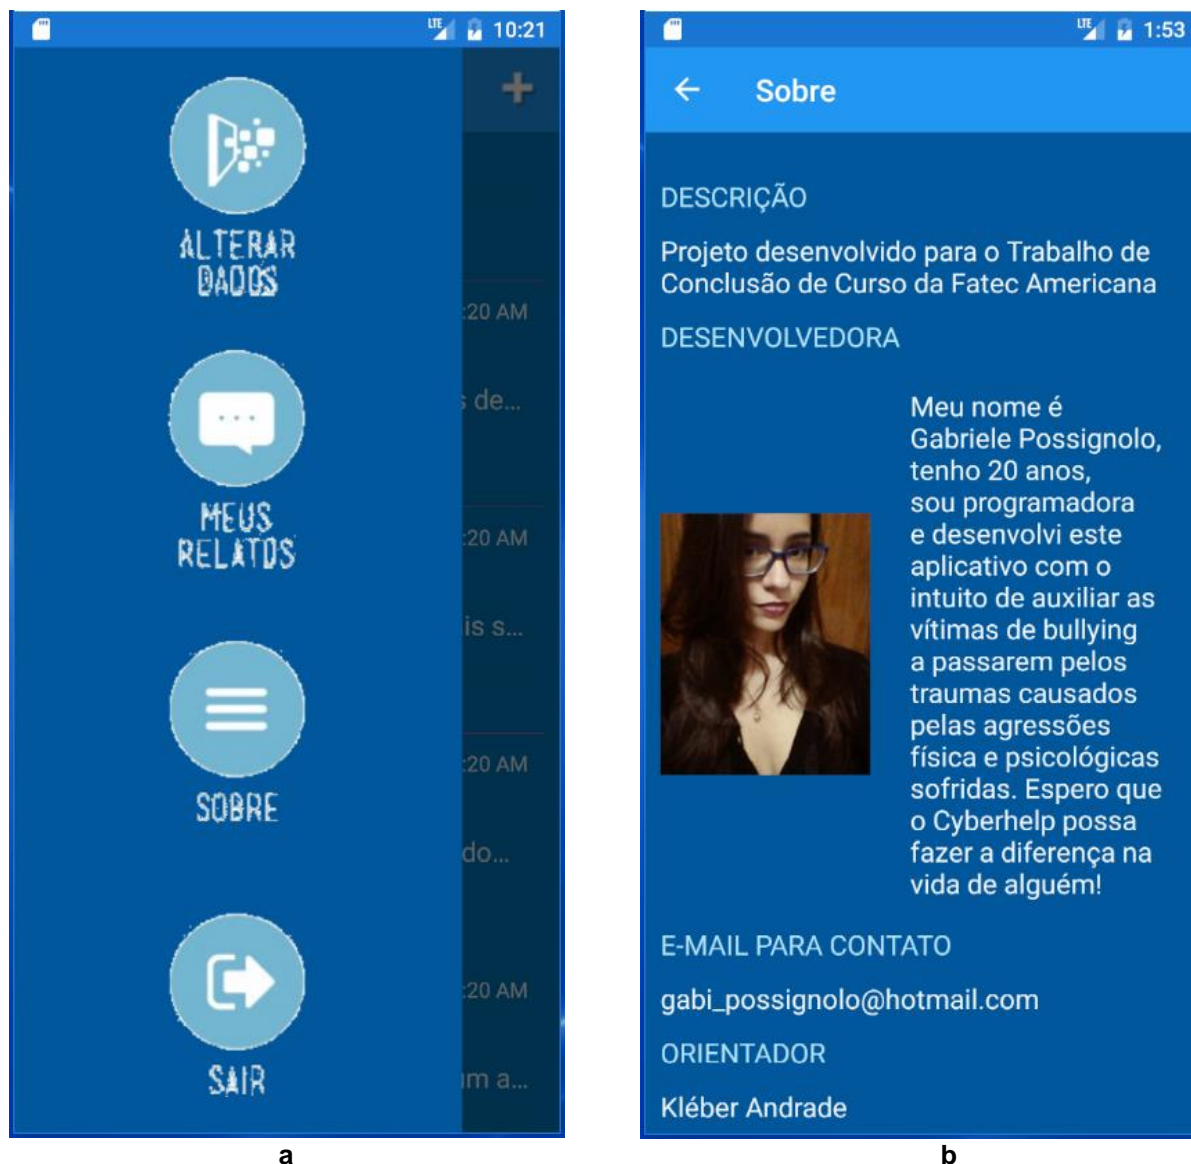 LTE 10:21
+
ALTERAR
DADOS
:20 AM
s de...
MEUS
RELATOS
:20 AM
is s...
:20 AM
SOBRE
do...
:20 AM
SAIR
um a...
a
LTE 1:53
Sobre
DESCRIÇÃO
Projeto desenvolvido para o Trabalho de
Conclusão de Curso da Fatec Americana
DESENVOLVEDORA
Meu nome é
Gabriele Possignolo,
tenho 20 anos,
sou programadora
e desenvolvi este
aplicativo com o
intuito de auxiliar as
vítimas de bullying
a passarem pelos
traumas causados
pelas agressões
física e psicológicas
sofridas. Espero que
o Cyberhelp possa
fazer a diferença na
vida de alguém!
E-MAIL PARA CONTATO
gabi_possignolo@hotmail.com
ORIENTADOR
Kléber Andrade
b